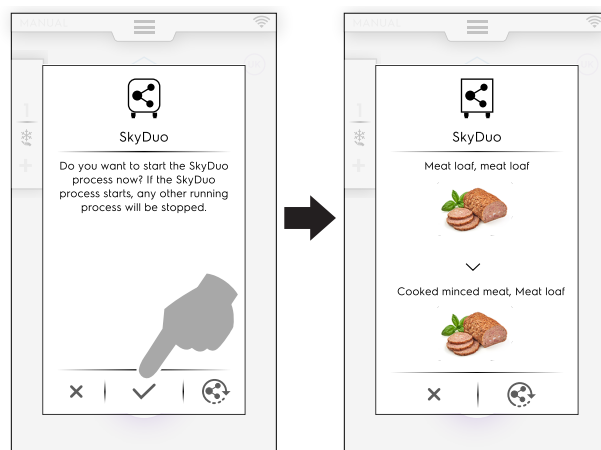 MANUAL
SkyDuo
Do you want to start the SkyDuo
process now? If the SkyDuo
process starts, any other running
process will be stopped.
MANUAL
SkyDuo
Meat loaf, meat loaf
Cooked minced meat, Meat loaf